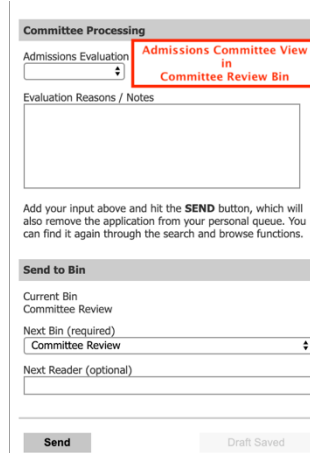 Committee Processing
Admissions Evaluation
Admissions Committee View
in
Committee Review Bin
Evaluation Reasons / Notes
Add your input above and hit the SEND button, which will
also remove the application from your personal queue. You
can find it again through the search and browse functions.
Send to Bin
Current Bin
Committee Review
Next Bin (required)
Committee Review
Next Reader (optional)
Send
Draft Saved